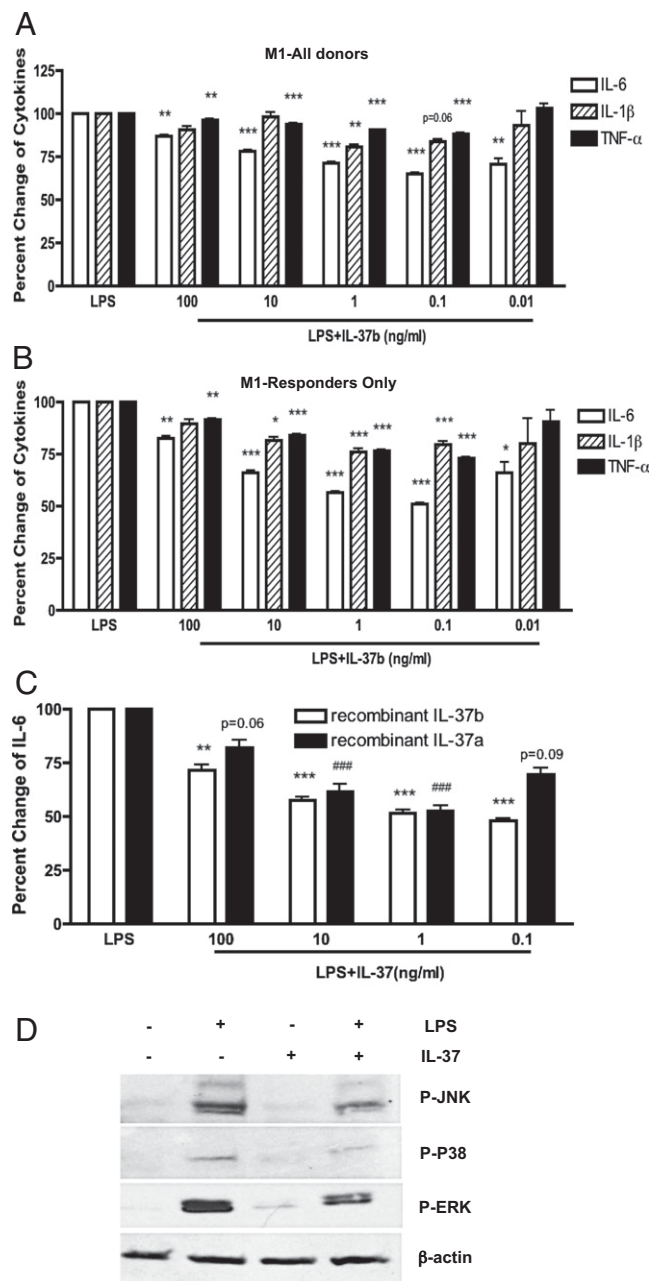 A
M1-All donors
Percent Change of Cytokines
125
100
75
50
25
0
** **
*** ***
*** ** ***
*** p=0.06 ***
**
IL-6
IL-1β
TNF-α
LPS 100 10 1 0.1 0.01
LPS+IL-37b (ng/ml)
B
M1-Responders Only
Percent Change of Cytokines
100
75
50
25
0
** **
*** * ***
*** *** ***
*** *** ***
*
IL-6
IL-1β
TNF-α
LPS 100 10 1 0.1 0.01
LPS+IL-37b (ng/ml)
C
Percent Change of IL-6
100
75
50
25
0
recombinant IL-37b
recombinant IL-37a
** p=0.06
*** ###
*** ###
*** p=0.09
LPS 100 10 1 0.1
LPS+IL-37(ng/ml)
D
- + - + LPS
- - + + IL-37
P-JNK
P-P38
P-ERK
β-actin